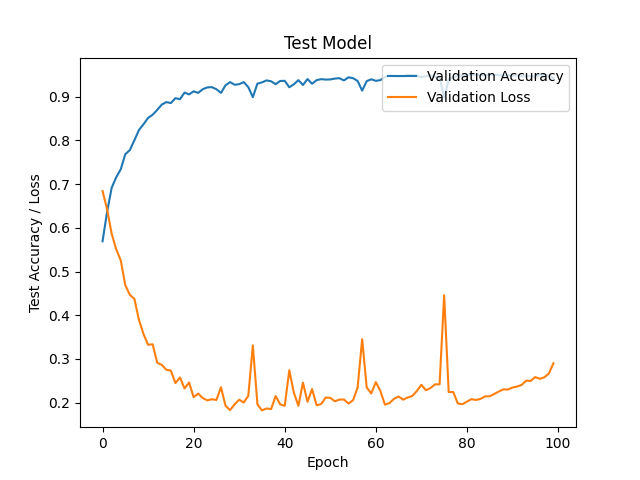 Test Model
Validation Accuracy
Validation Loss
Test Accuracy / Loss
0.9
0.8
0.7
0.6
0.5
0.4
0.3
0.2
0 20 40 60 80 100
Epoch